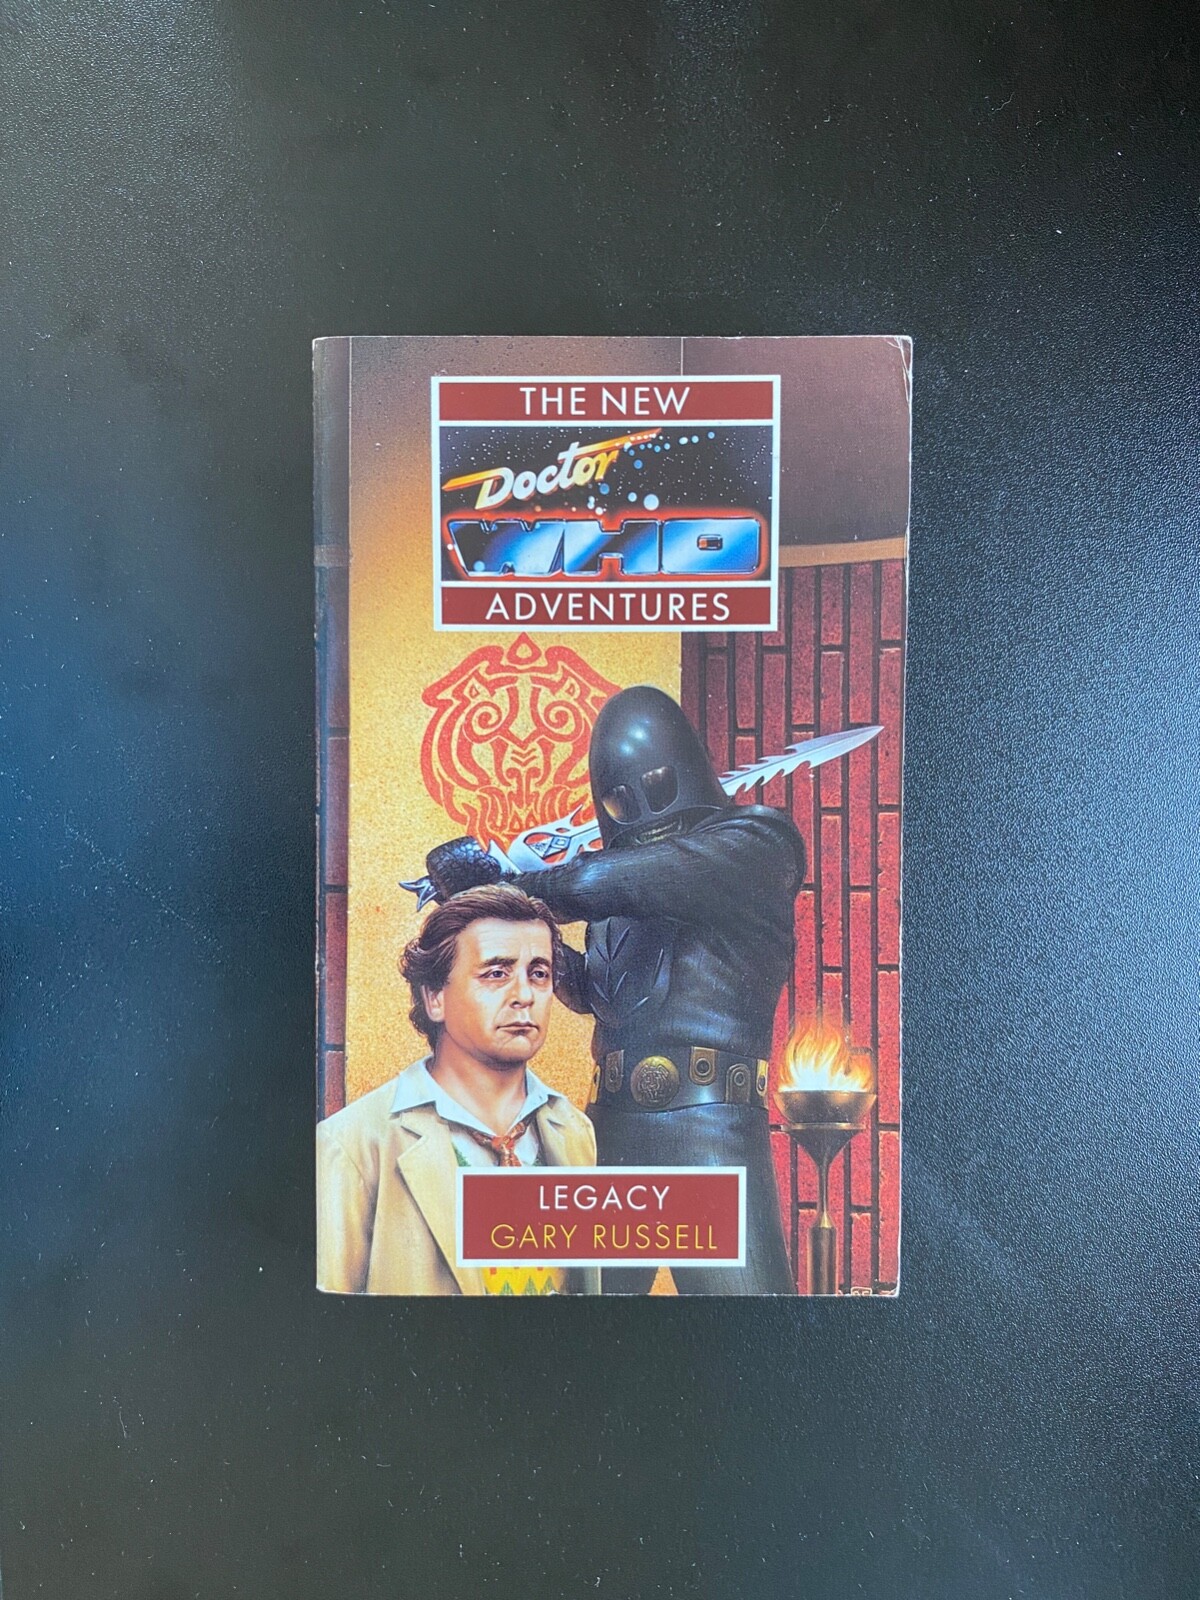 THE NEW
Doctor
WHO
ADVENTURES
LEGACY
GARY RUSSELL